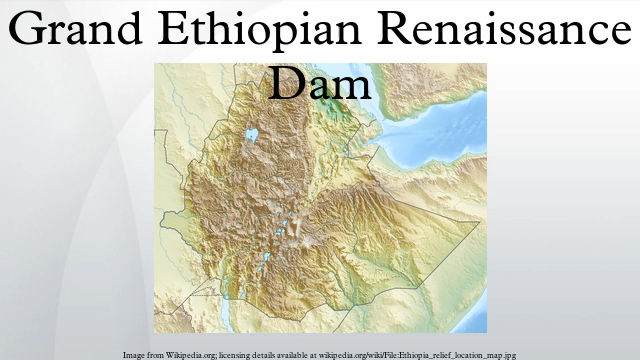 Grand Ethiopian Renaissance
Dam
Image from Wikipedia.org; licensing details available at wikipedia.org/wiki/File:Ethiopia_relief_location_map.jpg